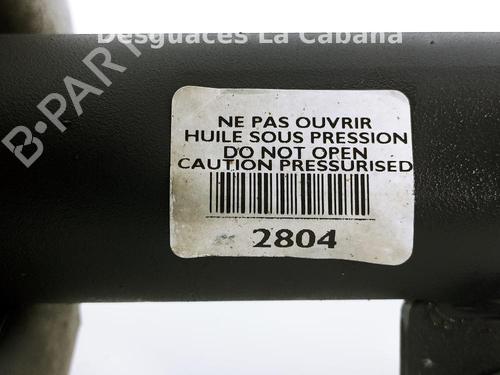 Desguaces La Cabaña
B-PARTS
NE PAS OUVRIR
HUILE SOUS PRESSION
DO NOT OPEN
CAUTION PRESSURISED
2804